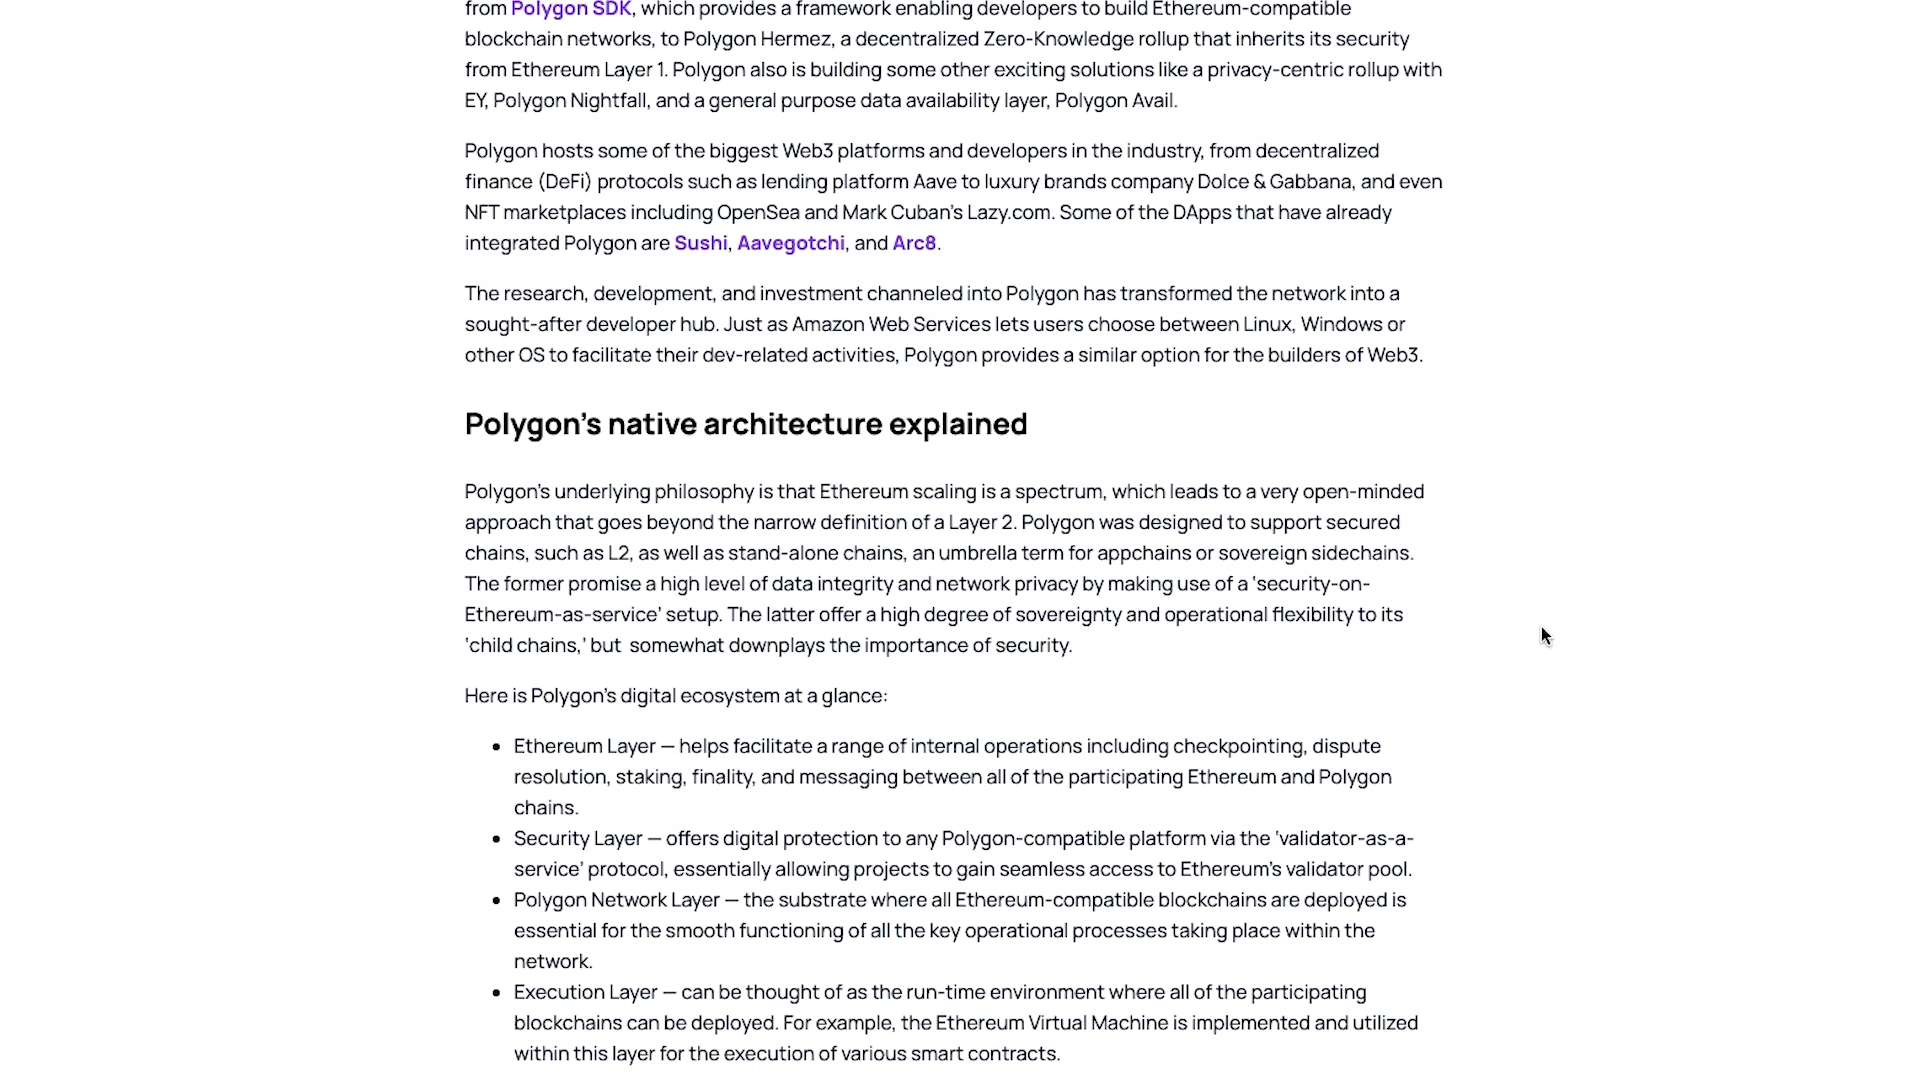 from Polygon SDK, which provides a framework enabling developers to build Ethereum-compatible
blockchain networks, to Polygon Hermez, a decentralized Zero-Knowledge rollup that inherits its security
from Ethereum Layer 1. Polygon also is building some other exciting solutions like a privacy-centric rollup with
EY, Polygon Nightfall, and a general purpose data availability layer, Polygon Avail.
Polygon hosts some of the biggest Web3 platforms and developers in the industry, from decentralized
finance (DeFi) protocols such as lending platform Aave to luxury brands company Dolce & Gabbana, and even
NFT marketplaces including OpenSea and Mark Cuban’s Lazy.com. Some of the DApps that have already
integrated Polygon are Sushi, Aavegotchi, and Arc8.
The research, development, and investment channeled into Polygon has transformed the network into a
sought-after developer hub. Just as Amazon Web Services lets users choose between Linux, Windows or
other OS to facilitate their dev-related activities, Polygon provides a similar option for the builders of Web3.
Polygon’s native architecture explained
Polygon’s underlying philosophy is that Ethereum scaling is a spectrum, which leads to a very open-minded
approach that goes beyond the narrow definition of a Layer 2. Polygon was designed to support secured
chains, such as L2, as well as stand-alone chains, an umbrella term for appchains or sovereign sidechains.
The former promise a high level of data integrity and network privacy by making use of a ‘security-on-
Ethereum-as-service’ setup. The latter offer a high degree of sovereignty and operational flexibility to its
‘child chains,’ but  somewhat downplays the importance of security.
Here is Polygon’s digital ecosystem at a glance:
• Ethereum Layer — helps facilitate a range of internal operations including checkpointing, dispute
resolution, staking, finality, and messaging between all of the participating Ethereum and Polygon
chains.
• Security Layer — offers digital protection to any Polygon-compatible platform via the ‘validator-as-a-
service’ protocol, essentially allowing projects to gain seamless access to Ethereum’s validator pool.
• Polygon Network Layer — the substrate where all Ethereum-compatible blockchains are deployed is
essential for the smooth functioning of all the key operational processes taking place within the
network.
• Execution Layer — can be thought of as the run-time environment where all of the participating
blockchains can be deployed. For example, the Ethereum Virtual Machine is implemented and utilized
within this layer for the execution of various smart contracts.